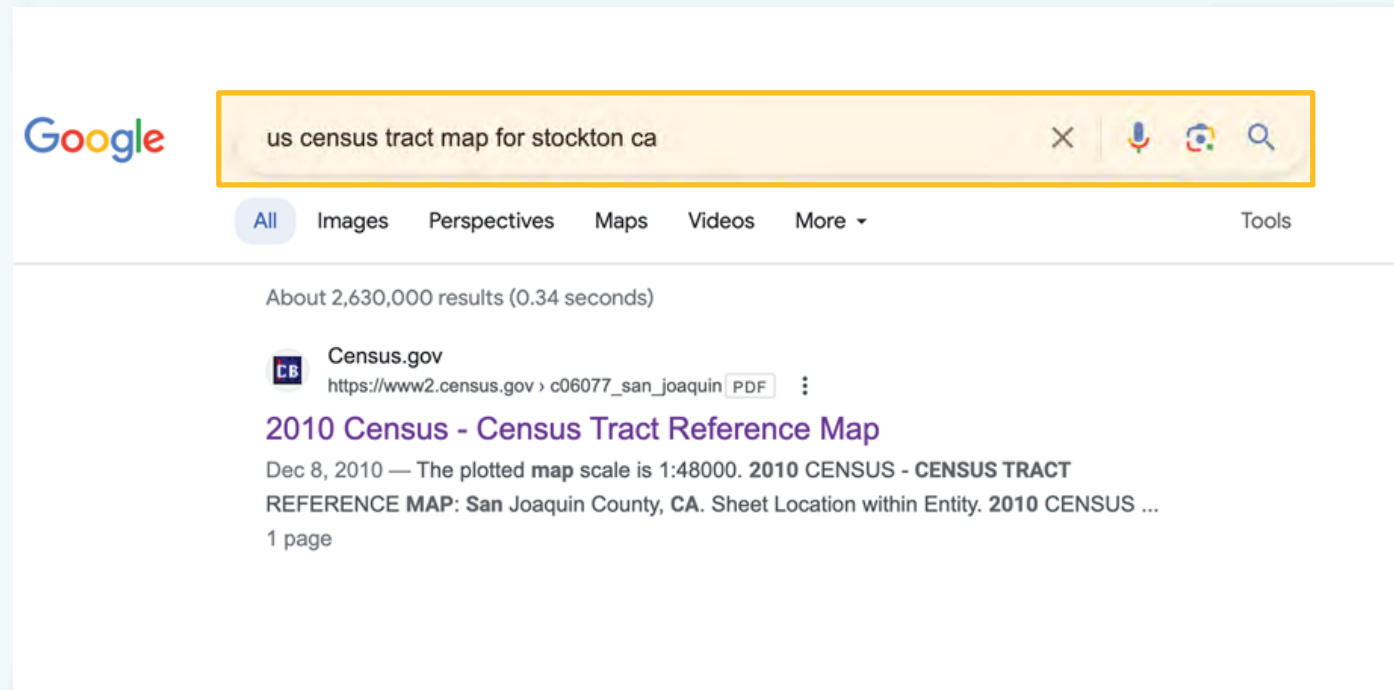 Google
us census tract map for stockton ca
All Images Perspectives Maps Videos More Tools
About 2,630,000 results (0.34 seconds)
CB
Census.gov
https://www2.census.gov › c06077_san_joaquin PDF
2010 Census - Census Tract Reference Map
Dec 8, 2010 — The plotted map scale is 1:48000. 2010 CENSUS - CENSUS TRACT
REFERENCE MAP: San Joaquin County, CA. Sheet Location within Entity. 2010 CENSUS ...
1 page